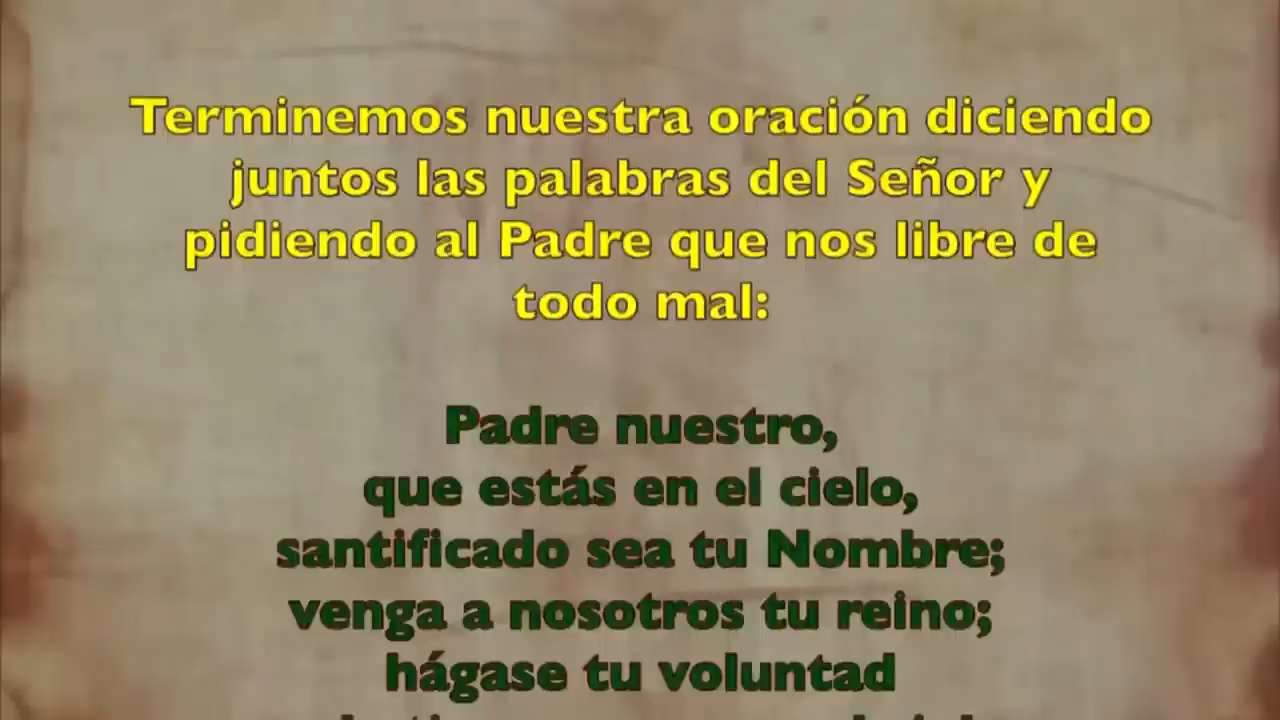 Terminemos nuestra oración diciendo
juntos las palabras del Señor y
pidiendo al Padre que nos libre de
todo mal:
Padre nuestro,
que estás en el cielo,
santificado sea tu Nombre;
venga a nosotros tu reino;
hágase tu voluntad